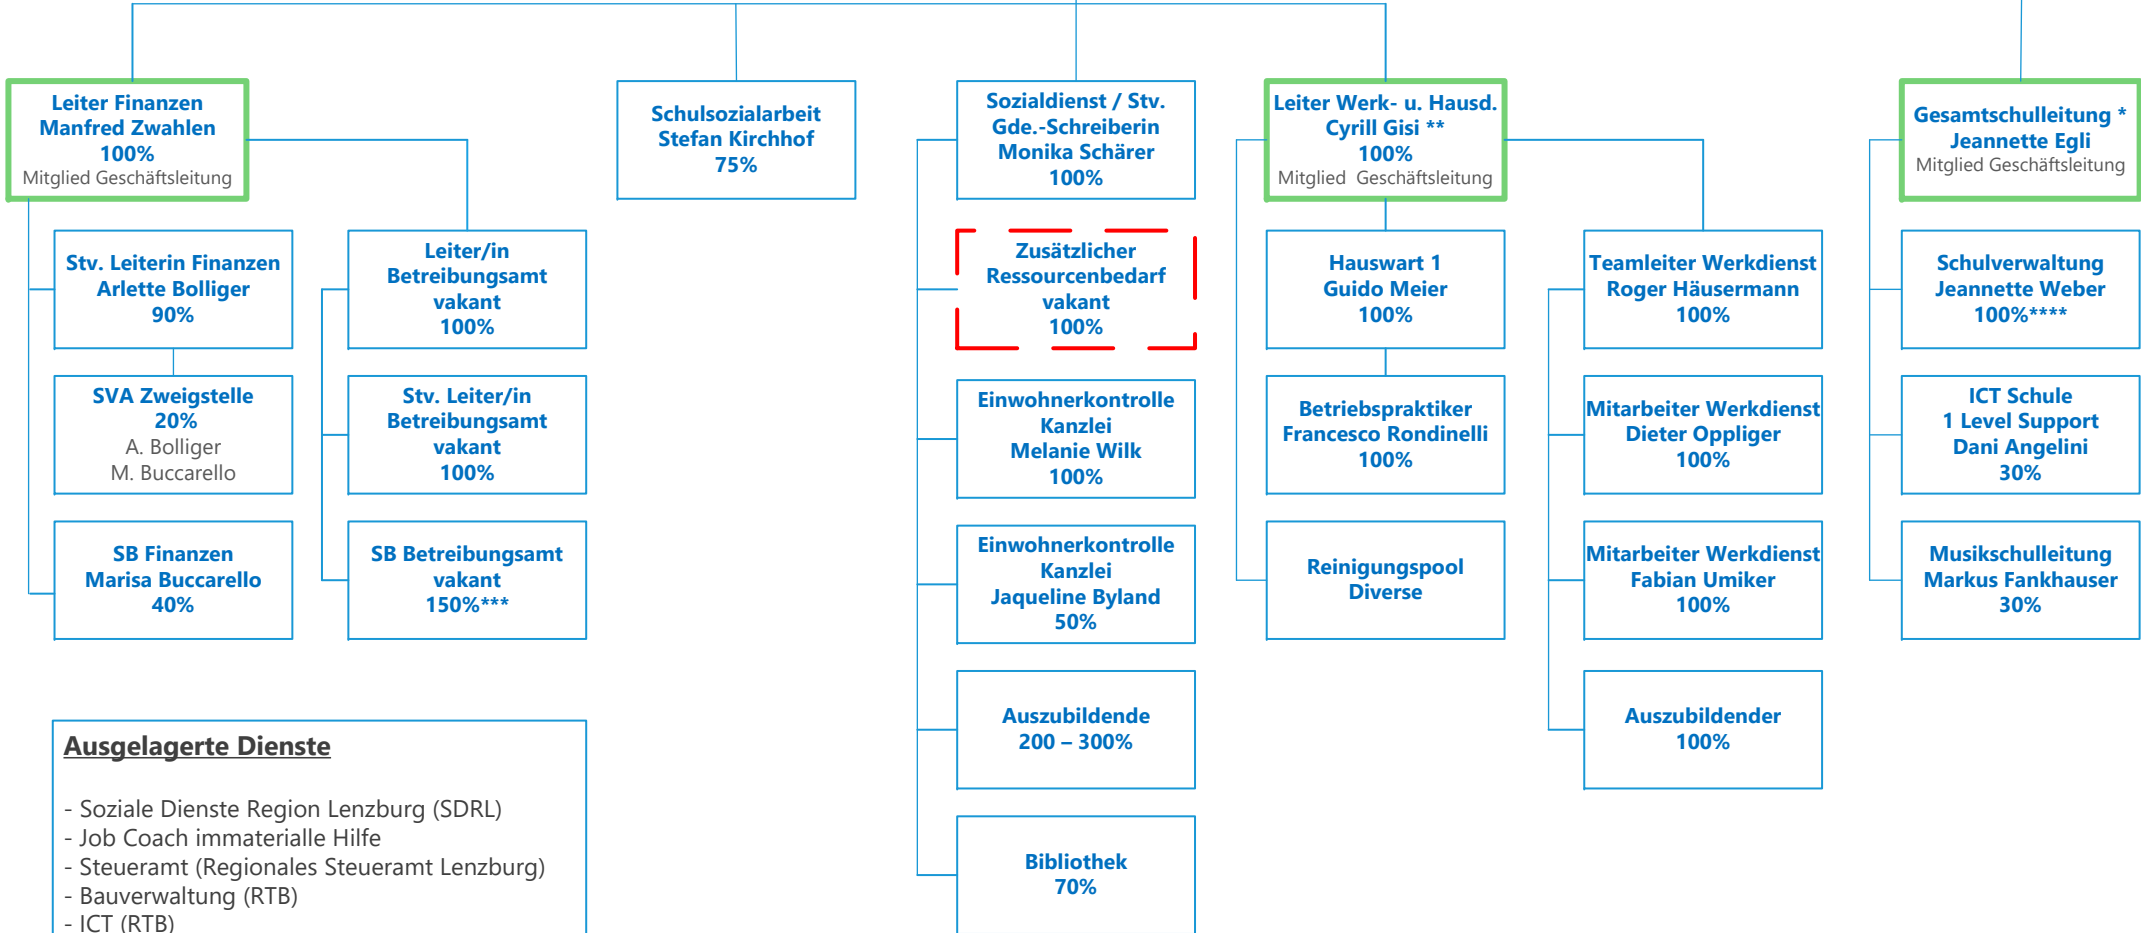 Leiter Finanzen
Manfred Zwahlen
100%
Mitglied Geschäftsleitung
Schulsozialarbeit
Stefan Kirchhof
75%
Sozialdienst / Stv.
Gde.-Schreiberin
Monika Schärer
100%
Leiter Werk- u. Hausd.
Cyrill Gisi **
100%
Mitglied  Geschäftsleitung
Gesamtschulleitung *
Jeannette Egli
Mitglied Geschäftsleitung
Stv. Leiterin Finanzen
Arlette Bolliger
90%
Leiter/in
Betreibungsamt
vakant
100%
Zusätzlicher
Ressourcenbedarf
vakant
100%
Hauswart 1
Guido Meier
100%
Teamleiter Werkdienst
Roger Häusermann
100%
Schulverwaltung
Jeannette Weber
100%****
SVA Zweigstelle
20%
A. Bolliger
M. Buccarello
Stv. Leiter/in
Betreibungsamt
vakant
100%
Einwohnerkontrolle
Kanzlei
Melanie Wilk
100%
Betriebspraktiker
Francesco Rondinelli
100%
Mitarbeiter Werkdienst
Dieter Oppliger
100%
ICT Schule
1 Level Support
Dani Angelini
30%
SB Finanzen
Marisa Buccarello
40%
SB Betreibungsamt
vakant
150%***
Einwohnerkontrolle
Kanzlei
Jaqueline Byland
50%
Reinigungspool
Diverse
Mitarbeiter Werkdienst
Fabian Umiker
100%
Musikschulleitung
Markus Fankhauser
30%
Auszubildende
200 – 300%
Auszubildender
100%
Bibliothek
70%
Ausgelagerte Dienste
- Soziale Dienste Region Lenzburg (SDRL)
- Job Coach immaterialle Hilfe
- Steueramt (Regionales Steueramt Lenzburg)
- Bauverwaltung (RTB)
- ICT (RTB)